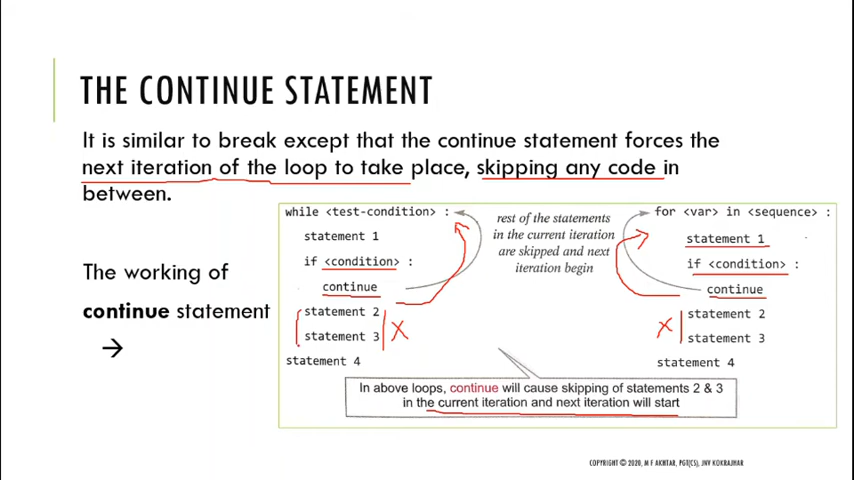 THE CONTINUE STATEMENT
It is similar to break except that the continue statement forces the
next iteration of the loop to take place, skipping any code in
between.
The working of
continue statement
→
while <test-condition> :
statement 1
if <condition> :
continue
statement 2
statement 3
statement 4
X
rest of the statements
in the current iteration
are skipped and next
iteration begin
for <var> in <sequence> :
statement 1
if <condition> :
continue
statement 2
statement 3
statement 4
X
In above loops, continue will cause skipping of statements 2 & 3
in the current iteration and next iteration will start
COPYRIGHT © 2020, M F AKHTAR, PGT(CS), JNV KOKRAJHAR